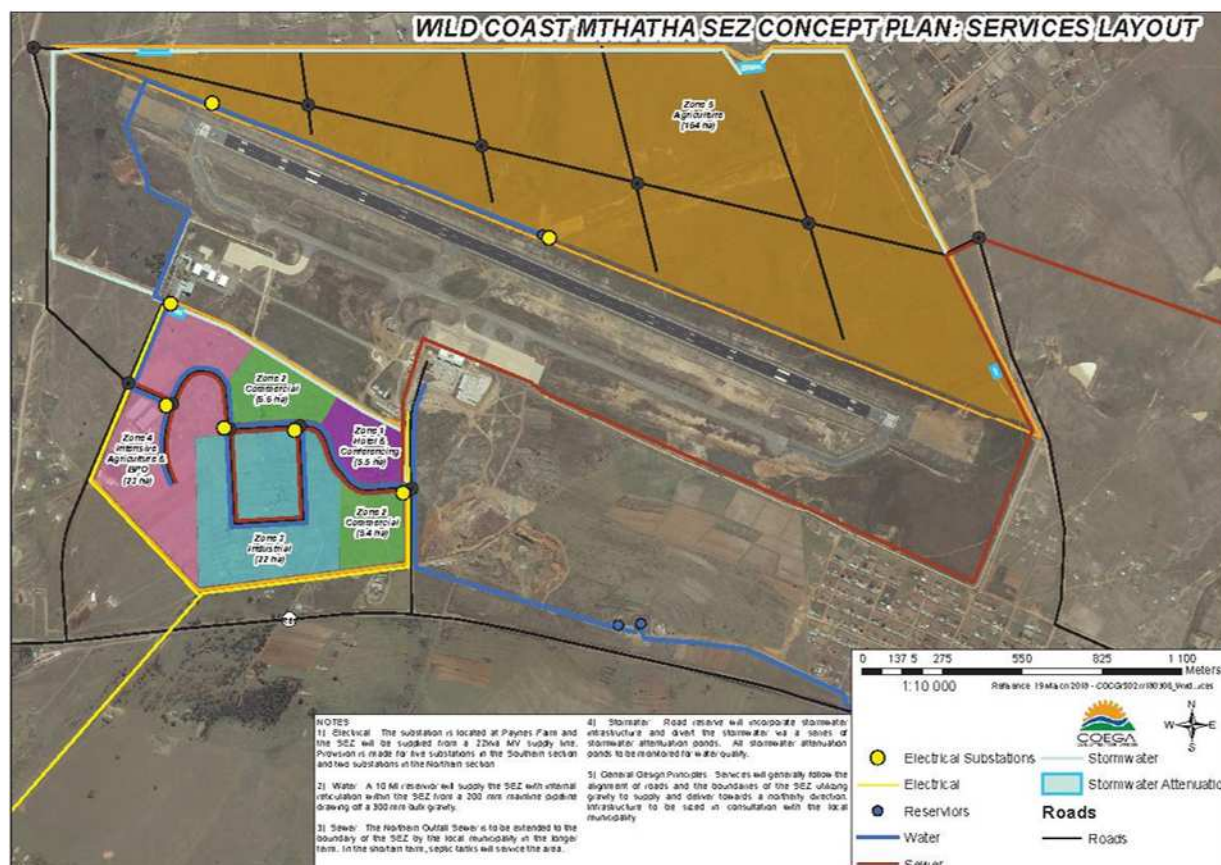 WILD COAST MTHATHA SEZ CONCEPT PLAN: SERVICES LAYOUT
Zone 5
Agriculture
(164 ha)
Zone 2
Commercial
(5.6 ha)
Zone 1
Hotel &
Conferencing
(5.5 ha)
Zone 4
Intensive
Agriculture &
BPO
(23 ha)
Zone 2
Commercial
(5.4 ha)
Zone 3
Industrial
(22 ha)
NOTES
1) Electrical The substation is located at Paynes Farm and
the SEZ will be supplied from a 22kva MV supply line.
Provision is made for five substations in the Southern section
and two substations in the Northern section
2) Water A 10 Ml reservoir will supply the SEZ with internal
reticulation within the SEZ from a 200 mm mainline pipeline
drawing off a 300 mm bulk gravity.
3) Sewer The Northern Outfall Sewer is to be extended to the
boundary of the SEZ by the local municipality in the longer
term. In the short term, septic tanks will service the area.
4) Stormwater Road reserve will incorporate stormwater
infrastructure and divert the stormwater via a series of
stormwater attenuation ponds. All stormwater attenuation
ponds to be monitored for water quality.
5) General Design Principles Services will generally follow the
alignment of roads and the boundaries of the SEZ utilizing
gravity to supply and deliver towards a northerly direction.
Infrastructure to be sized in consultation with the local
municipality
0 137.5 275 550 825 1 100
Meters
1:10 000
COEGA
N
W E
S
Electrical Substations
Electrical
Reserviors
Water
Sewer
Stormwater
Stormwater Attenuatio
Roads
Roads